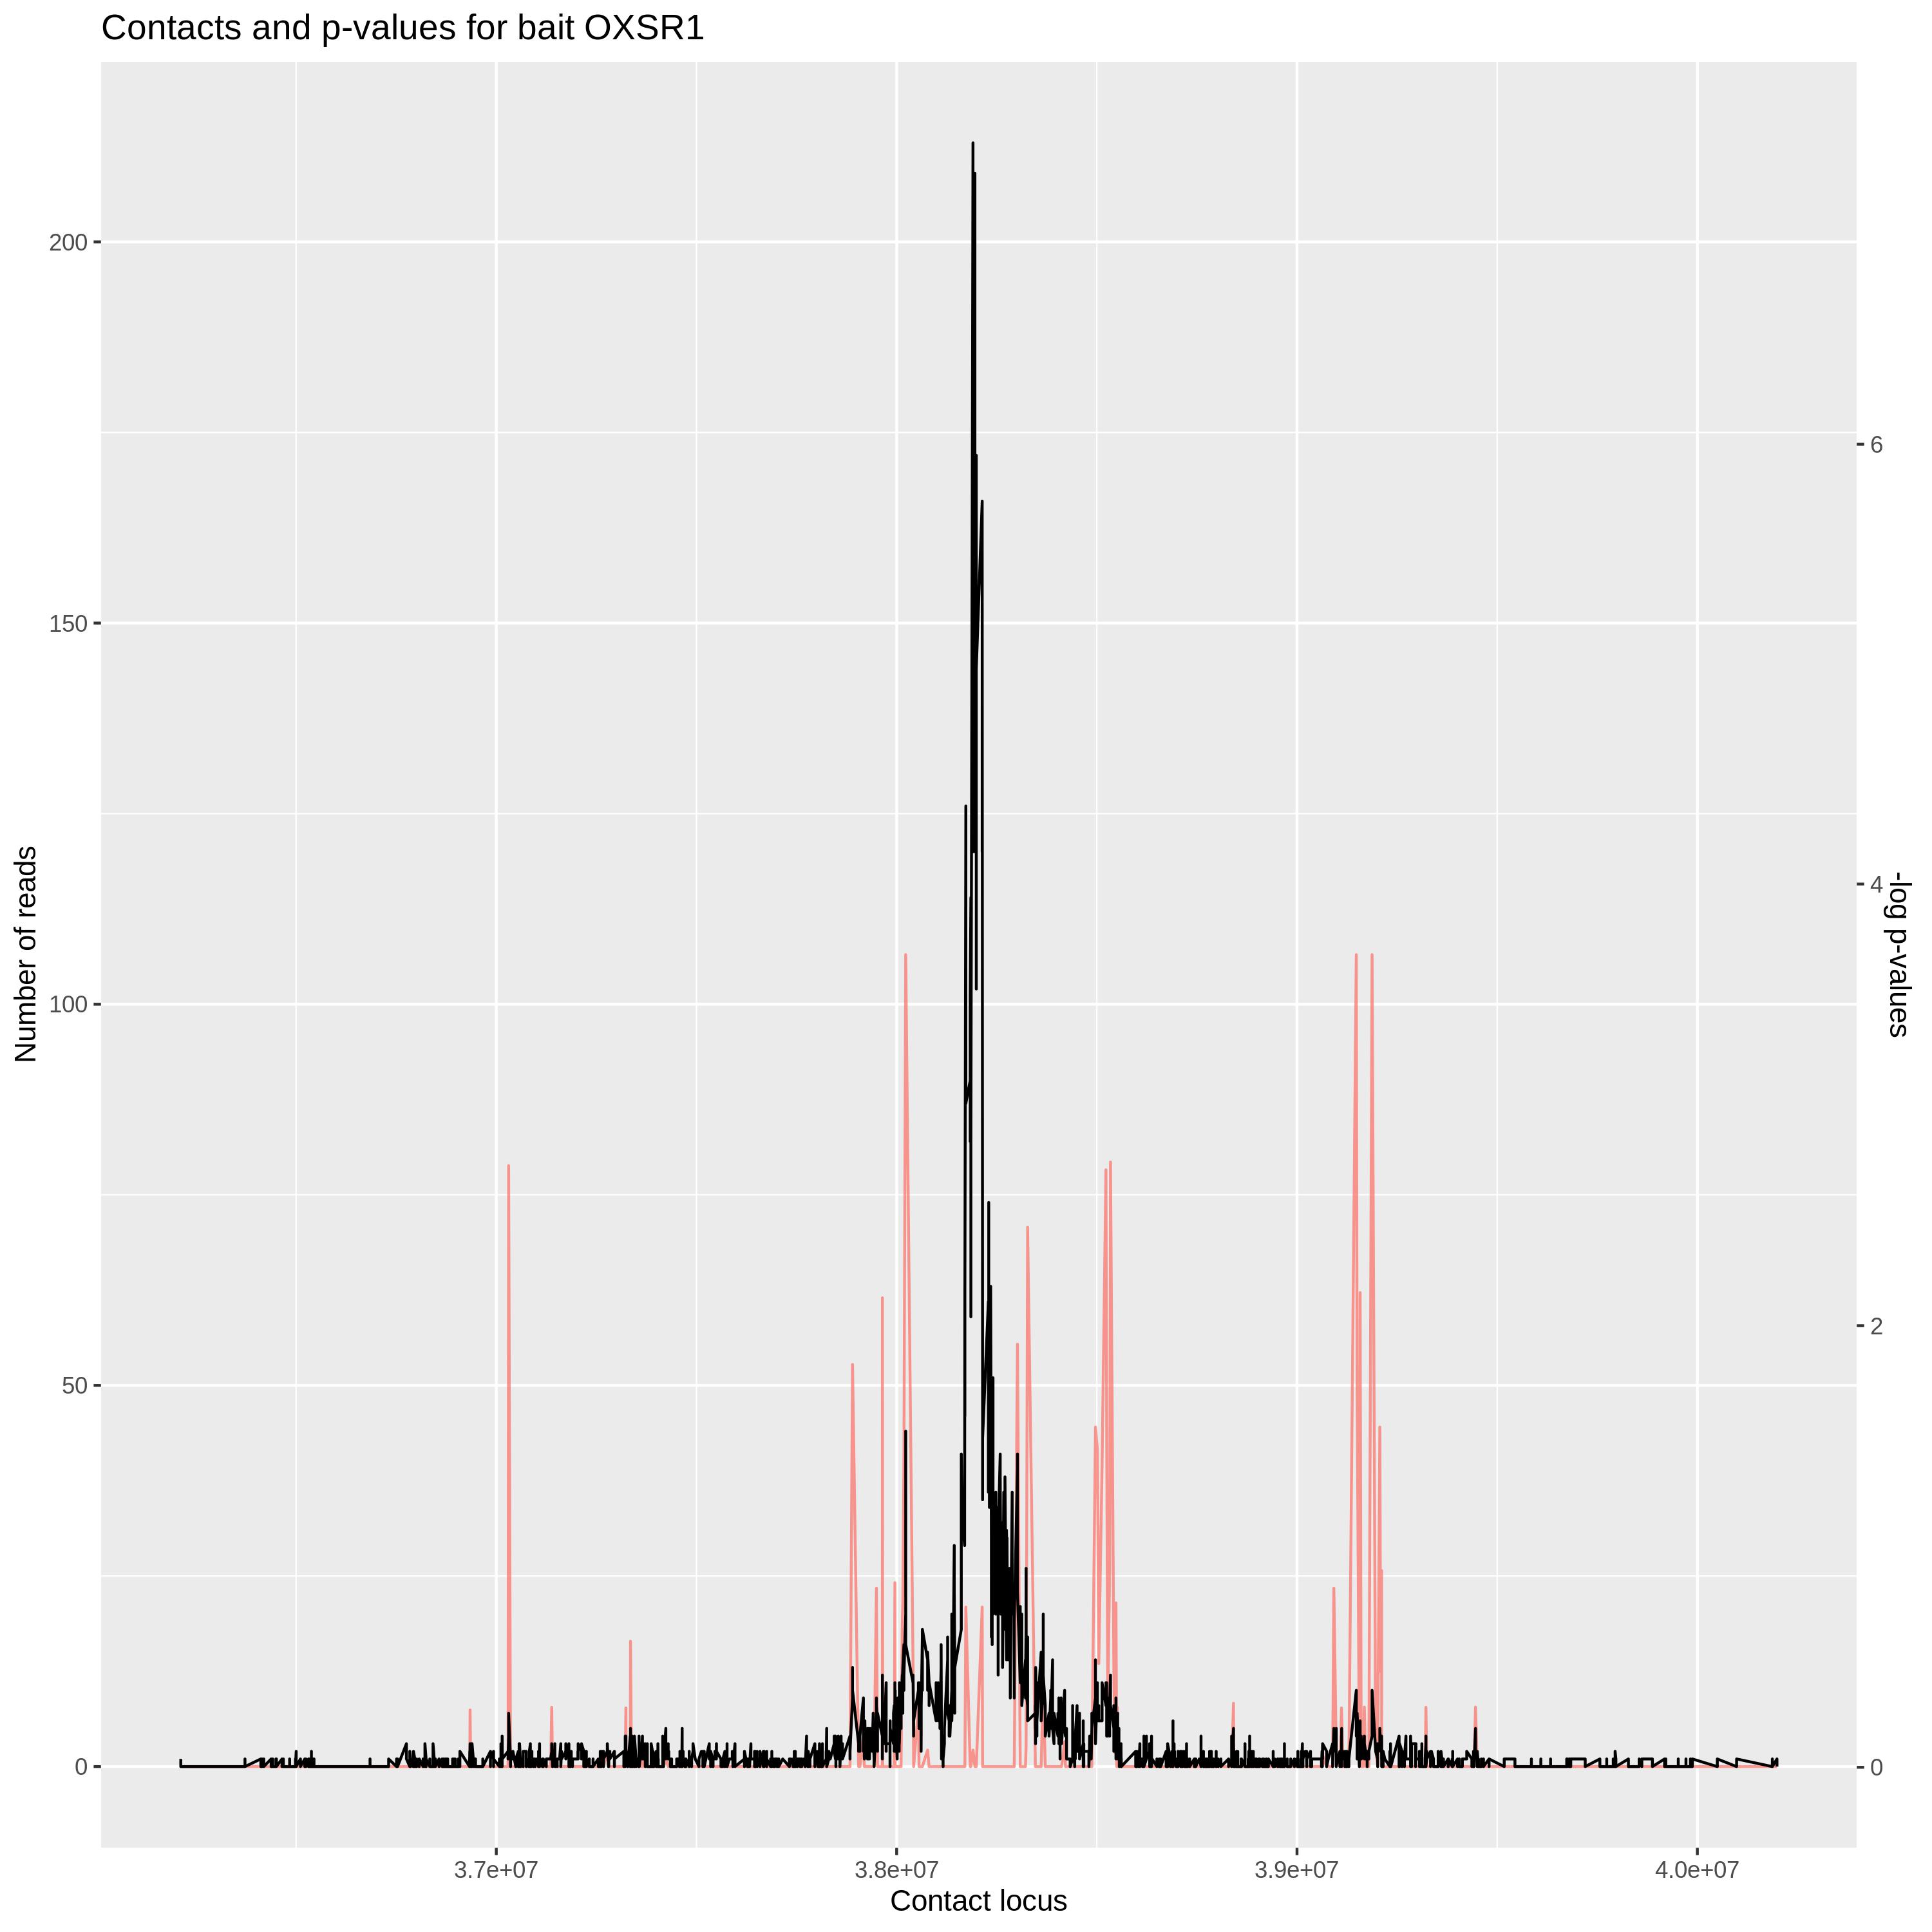 Contacts and p-values for bait OXSR1
200
150
100
50
0
Number of reads
6
4
2
0
-log p-values
3.7e+07
3.8e+07
3.9e+07
4.0e+07
Contact locus